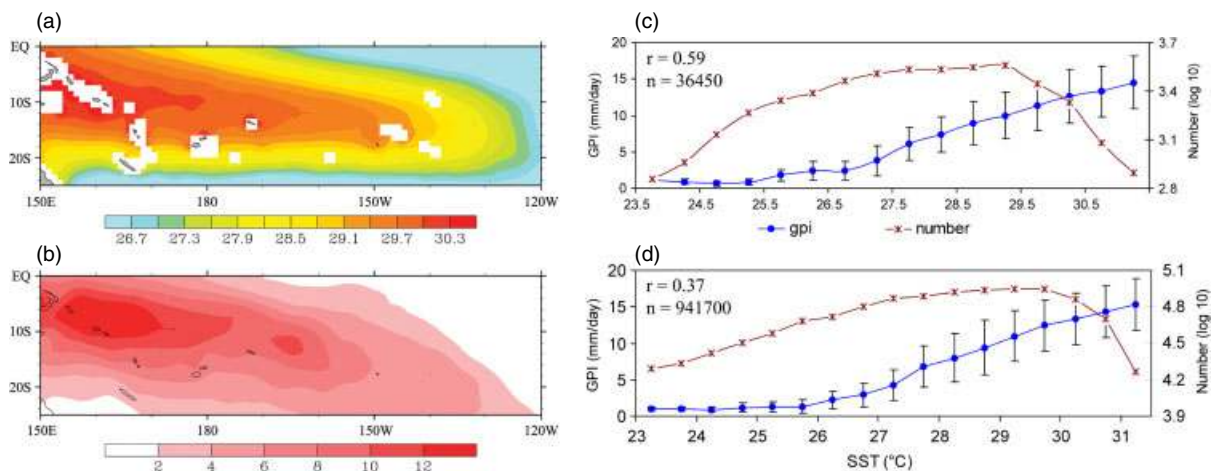 (a)
EQ
10S
20S
150E 180 150W 120W
26.7 27.3 27.9 28.5 29.1 29.7 30.3
(b)
EQ
10S
20S
150E 180 150W 120W
2 4 6 8 10 12
(c)
r = 0.59
n = 36450
GPI (mm/day)
20
15
10
5
0
Number (log 10)
3.7
3.4
3.1
2.8
23.5 24.5 25.5 26.5 27.5 28.5 29.5 30.5
gpi number
(d)
r = 0.37
n = 941700
GPI (mm/day)
20
15
10
5
0
Number (log 10)
5.1
4.8
4.5
4.2
3.9
23 24 25 26 27 28 29 30 31
SST (°C)